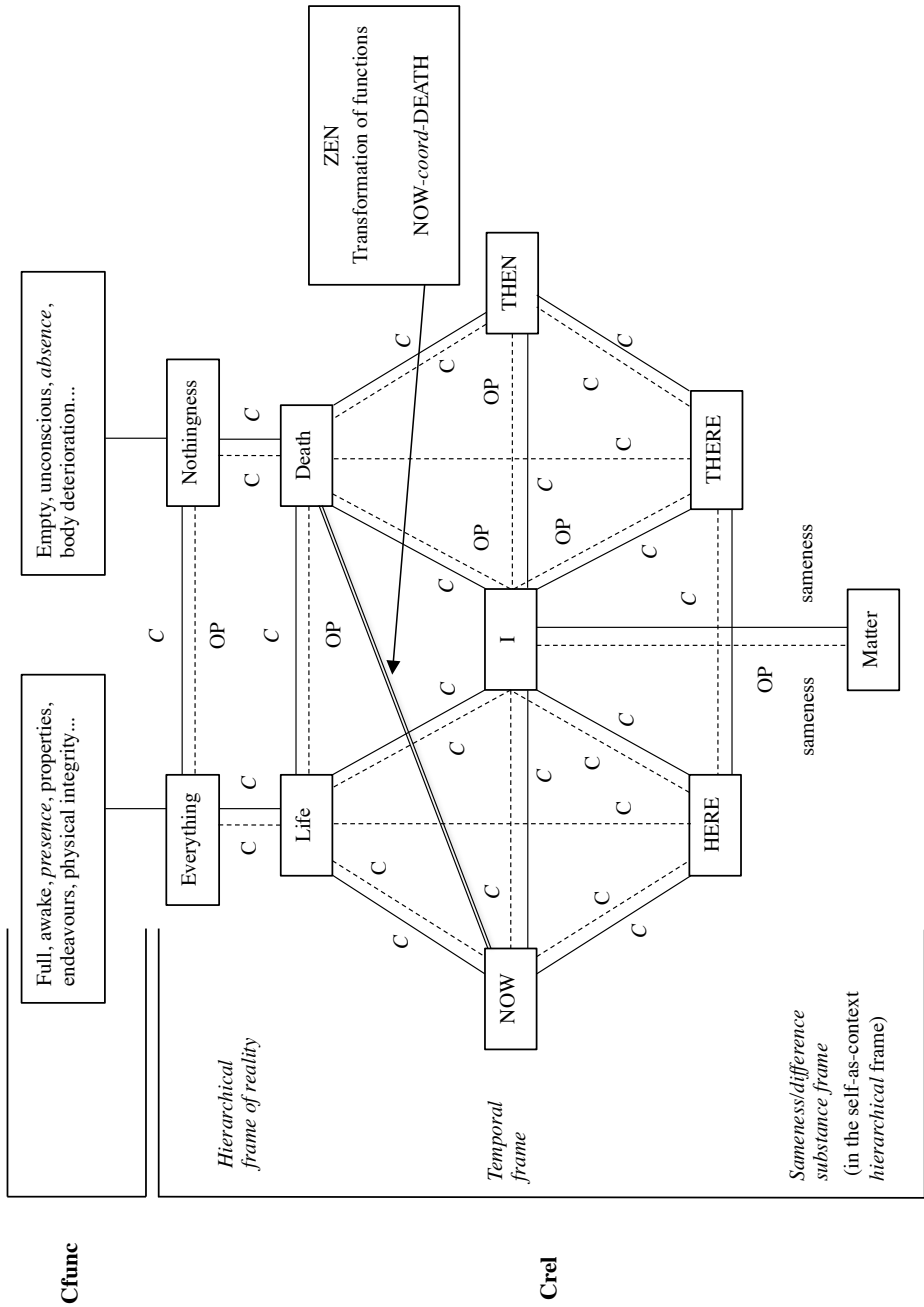 Cfunc
Full, awake, presence, properties,
endeavours, physical integrity...
Empty, unconscious, absence,
body deterioration...
Crel
Hierarchical
frame of reality
Everything
C
OP
Nothingness
C
C
C
C
Life
C
OP
Death
ZEN
Transformation of functions
NOW-coord-DEATH
C
C
C
C
C
OP
C
C
Temporal
frame
NOW
C
I
OP
THEN
C
C
OP
C
C
C
C
C
C
C
C
C
C
Sameness/difference
substance frame
(in the self-as-context
hierarchical frame)
HERE
C
OP
THERE
sameness
sameness
Matter